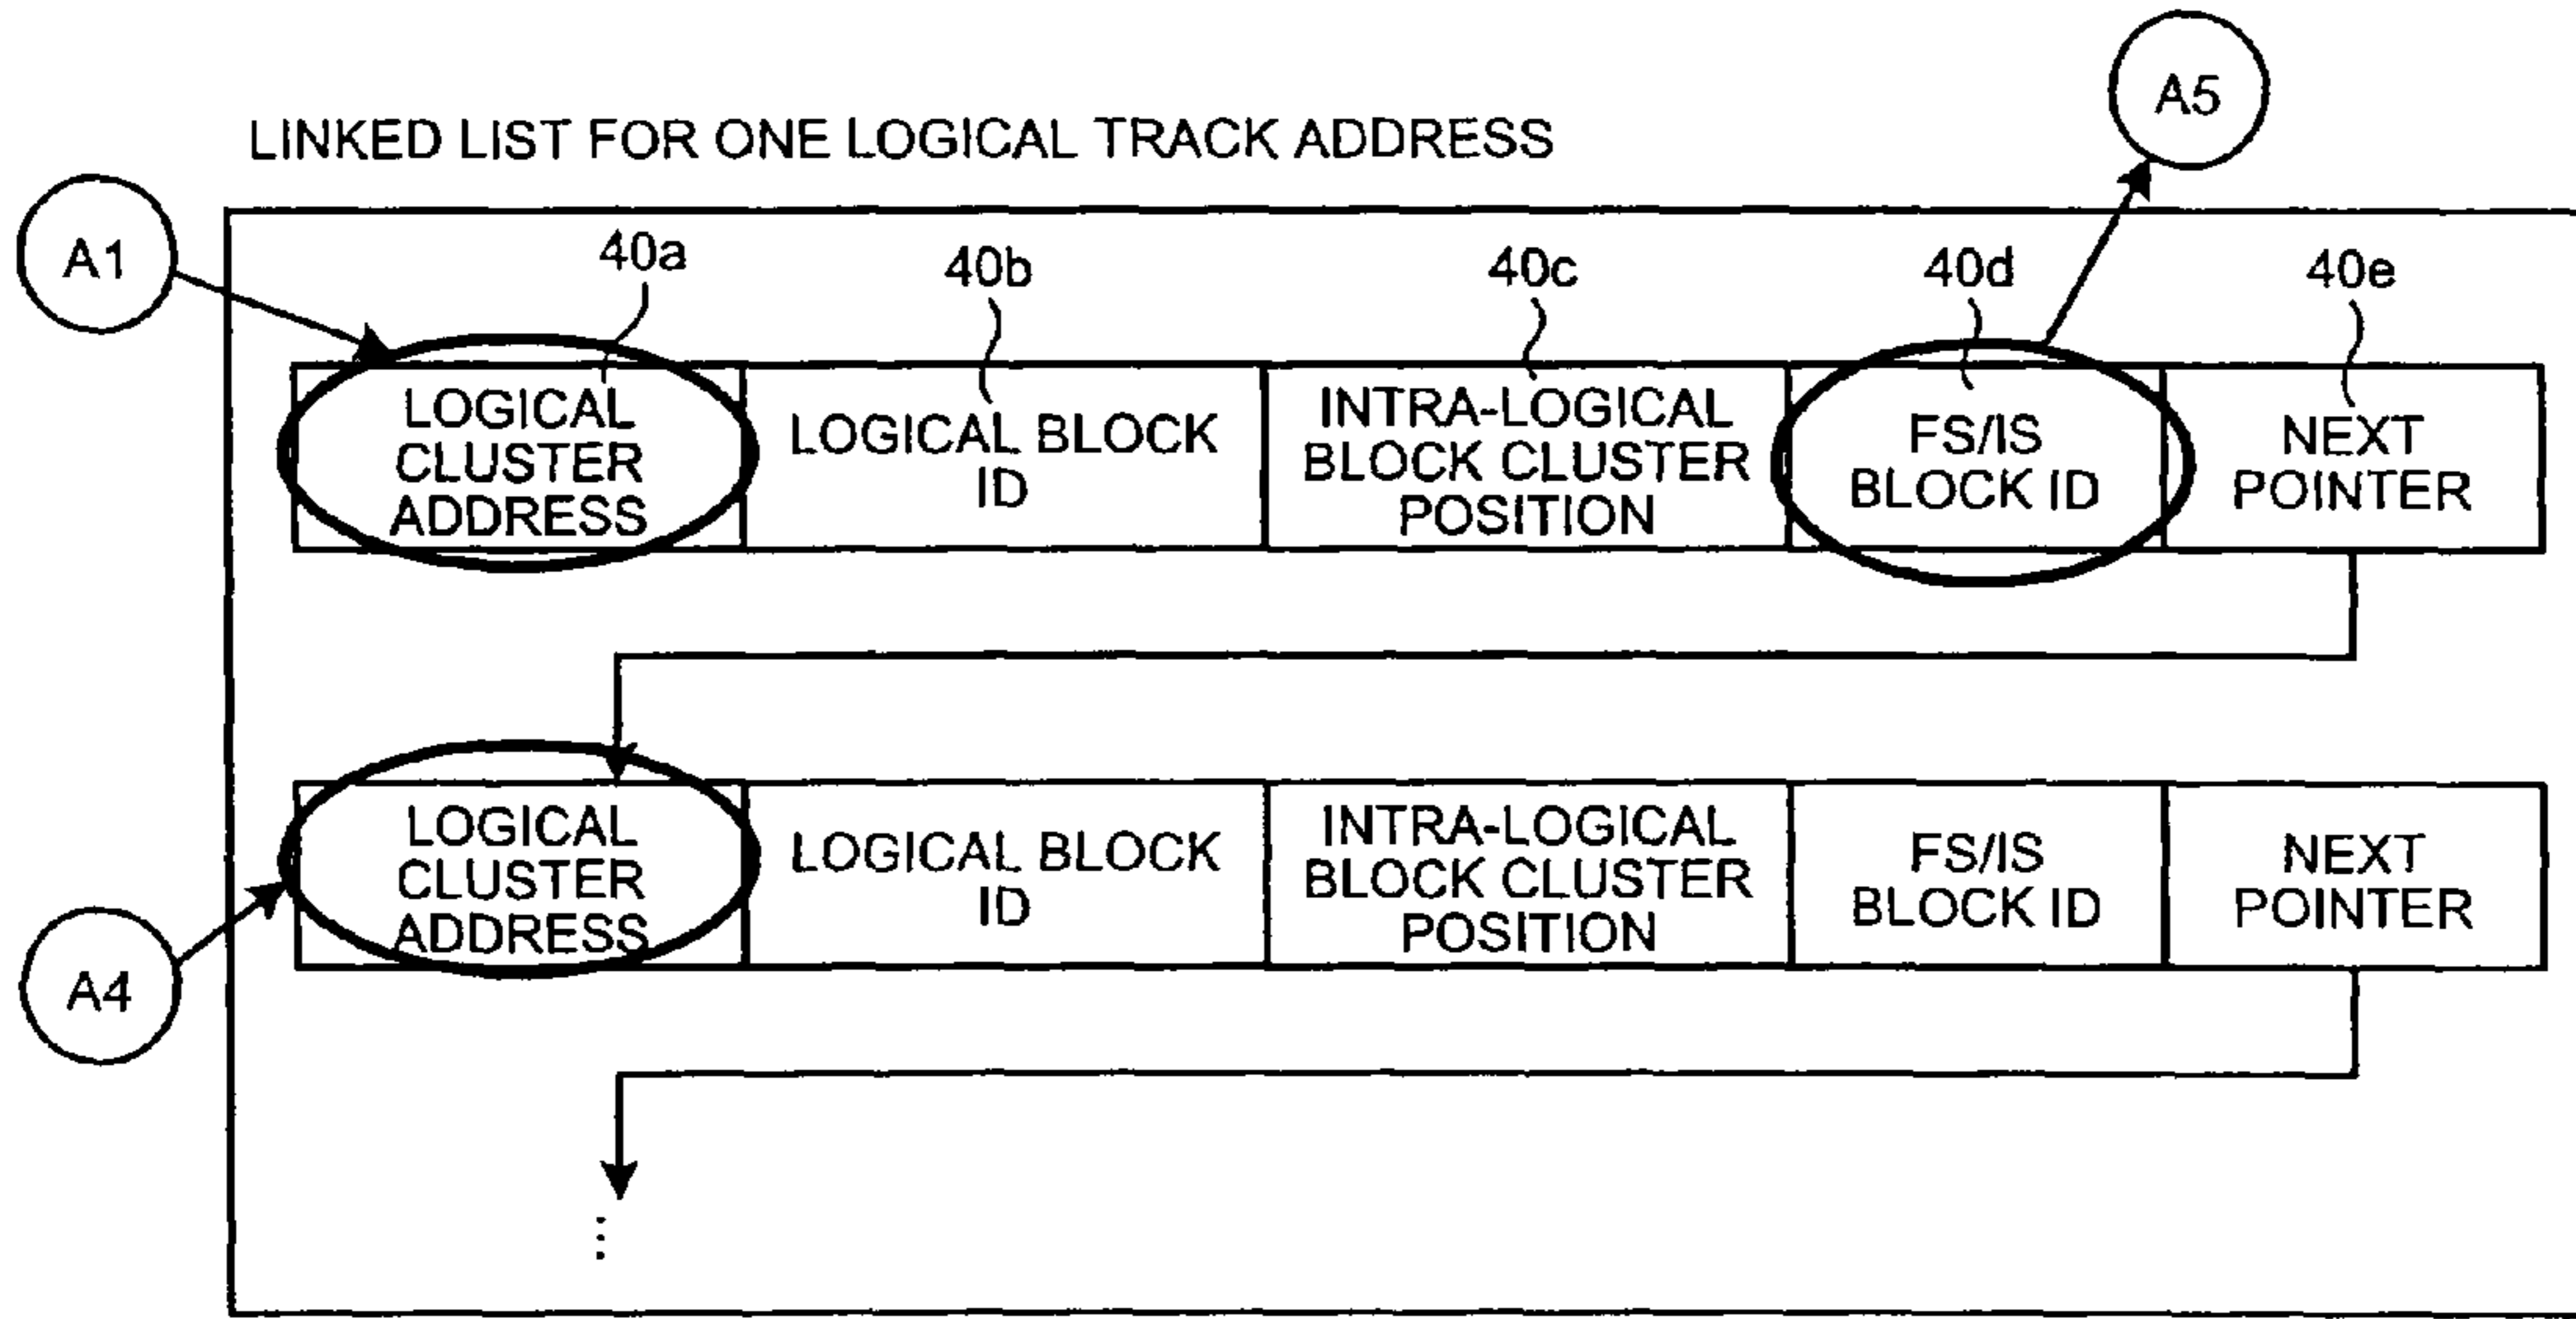 A5
LINKED LIST FOR ONE LOGICAL TRACK ADDRESS
A1
40a
40b
40c
40d
40e
LOGICAL
CLUSTER
ADDRESS
LOGICAL BLOCK
ID
INTRA-LOGICAL
BLOCK CLUSTER
POSITION
FS/IS
BLOCK ID
NEXT
POINTER
LOGICAL
CLUSTER
ADDRESS
LOGICAL BLOCK
ID
INTRA-LOGICAL
BLOCK CLUSTER
POSITION
FS/IS
BLOCK ID
NEXT
POINTER
A4
⋮